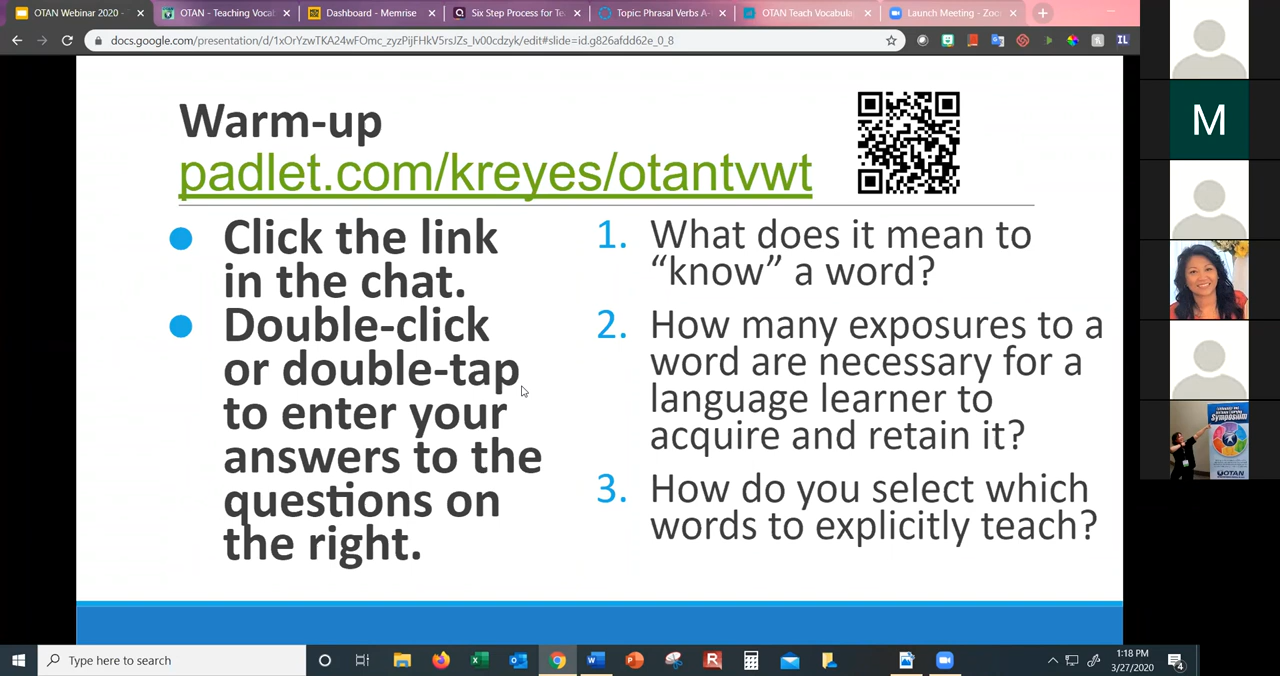 OTAN Webinar 2020 -
OTAN - Teaching Vocab
Dashboard - Memrise
Six Step Process for Te
Topic: Phrasal Verbs A-
OTAN Teach Vocabula
Launch Meeting - Zoo
docs.google.com/presentation/d/1xOrYzwTKA24wFOmc_zyzPijFHkV5rsJZs_lv00cdzyk/edit#slide=id.g826afdd62e_0_8
IL
Warm-up
padlet.com/kreyes/otantvwt
Click the link
in the chat.
Double-click
or double-tap
to enter your
answers to the
questions on
the right.
1. What does it mean to
“know” a word?
2. How many exposures to a
word are necessary for a
language learner to
acquire and retain it?
3. How do you select which
words to explicitly teach?
M
Symposium
OTAN
Type here to search
1:18 PM
3/27/2020
4